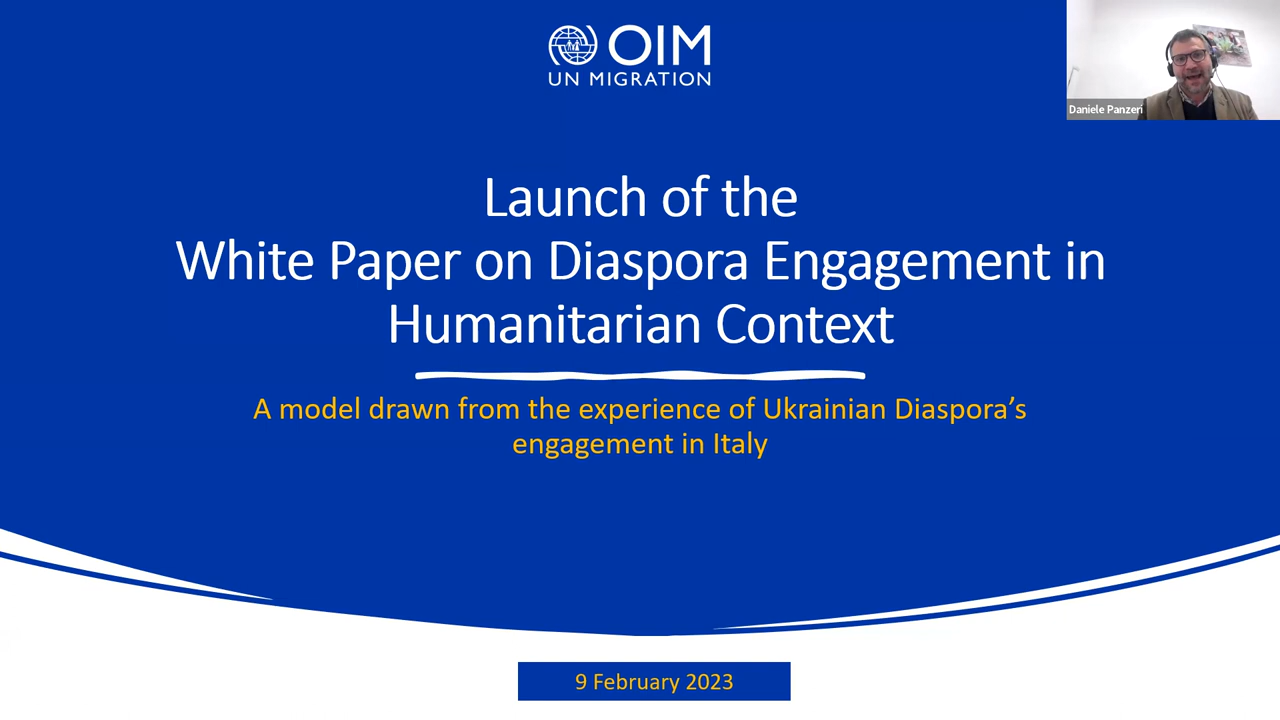 OIM
UN MIGRATION
Daniele Panzeri
Launch of the
White Paper on Diaspora Engagement in
Humanitarian Context
A model drawn from the experience of Ukrainian Diaspora’s
engagement in Italy
9 February 2023